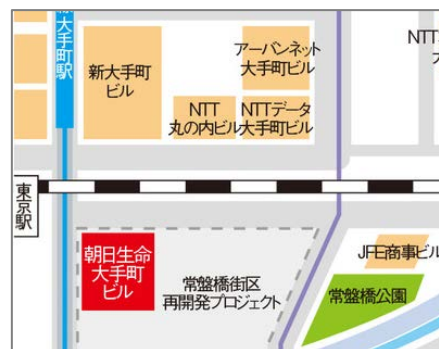 大手町駅
新大手町
ビル
アーバンネット
大手町ビル
NTT
丸の内ビル
NTTデータ
大手町ビル
NTT
東京駅
朝日生命
大手町
ビル
常盤橋街区
再開発プロジェクト
JFE商事ビル
常盤橋公園